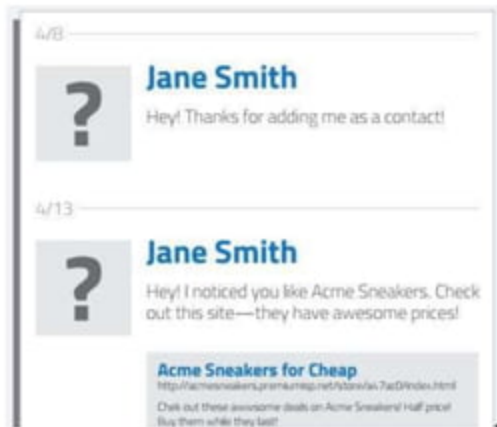 4/8
?
Jane Smith
Hey! Thanks for adding me as a contact!
4/13
?
Jane Smith
Hey! I noticed you like Acme Sneakers. Check
out this site—they have awesome prices!
Acme Sneakers for Cheap
Chek out these awwsome deals on Acme Sneakers! Half price!
Buy them while they last!!